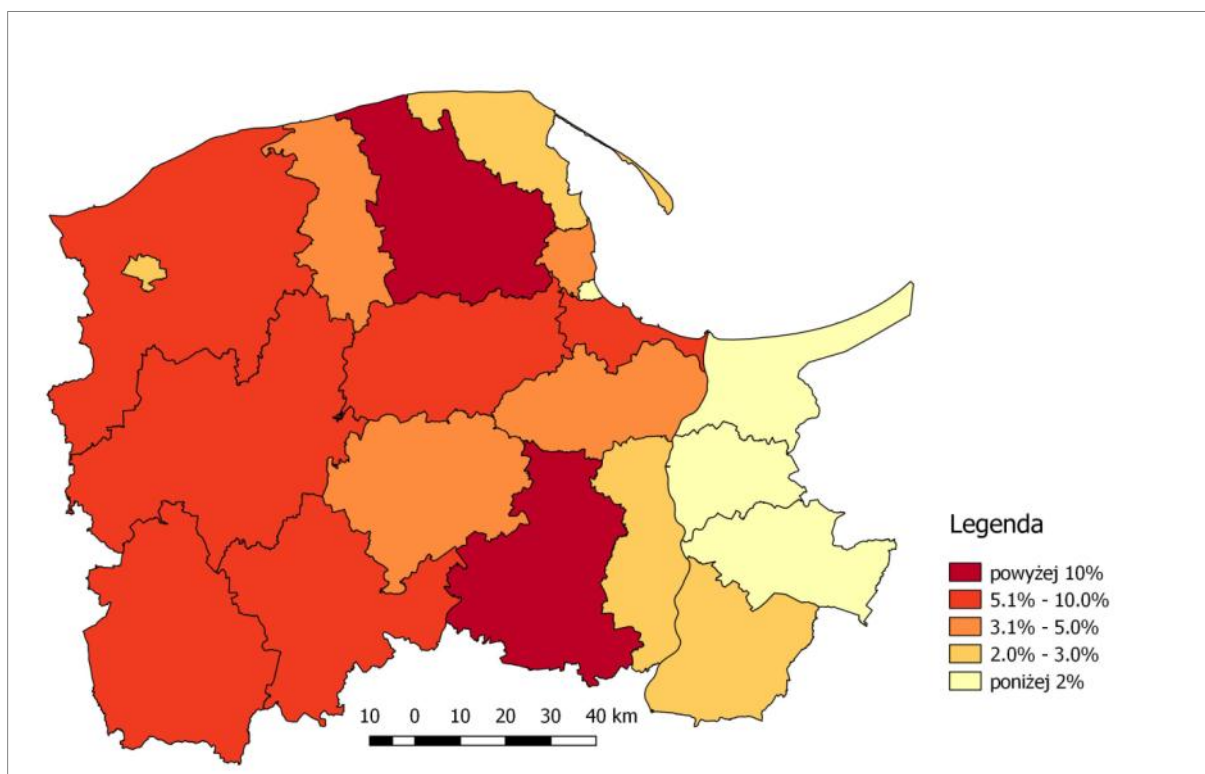 Legenda
powyżej 10%
5.1% - 10.0%
3.1% - 5.0%
2.0% - 3.0%
poniżej 2%
10 0 10 20 30 40 km